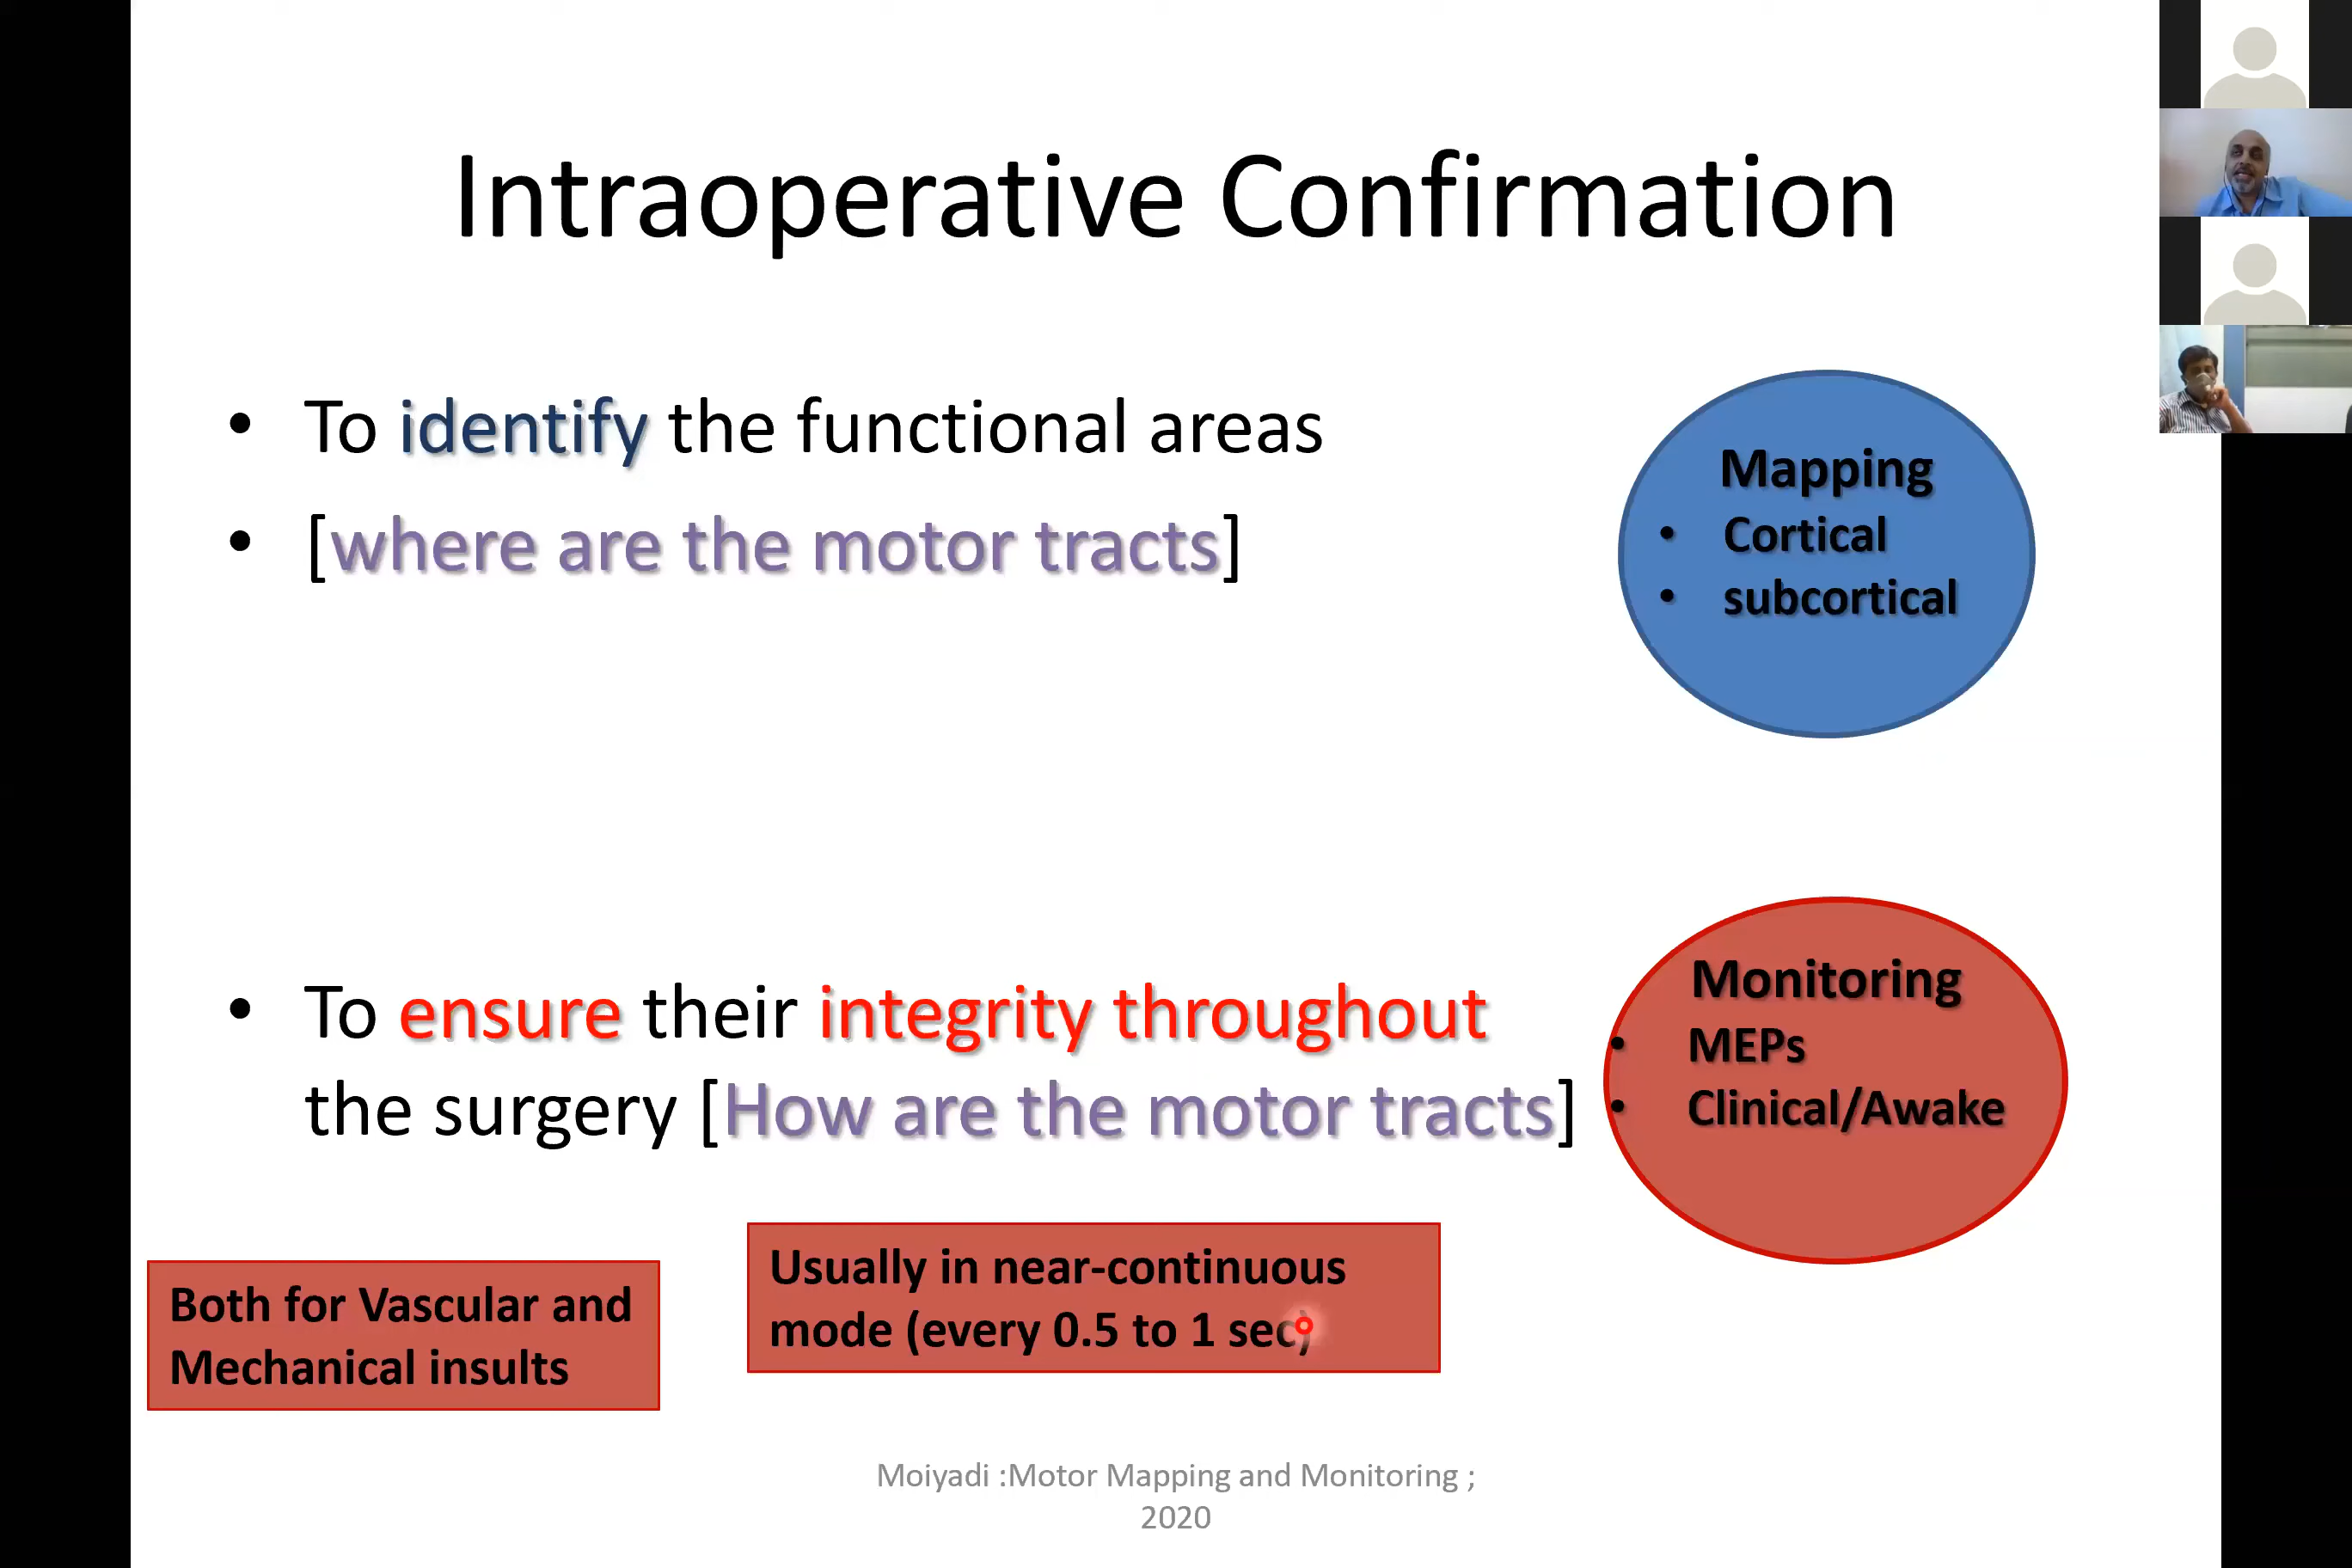 Intraoperative Confirmation
• To identify the functional areas
• [where are the motor tracts]
Mapping
• Cortical
• subcortical
• To ensure their integrity throughout
the surgery [How are the motor tracts]
Monitoring
• MEPs
• Clinical/Awake
Both for Vascular and
Mechanical insults
Usually in near-continuous
mode (every 0.5 to 1 sec)
Moiyadi :Motor Mapping and Monitoring ;
2020